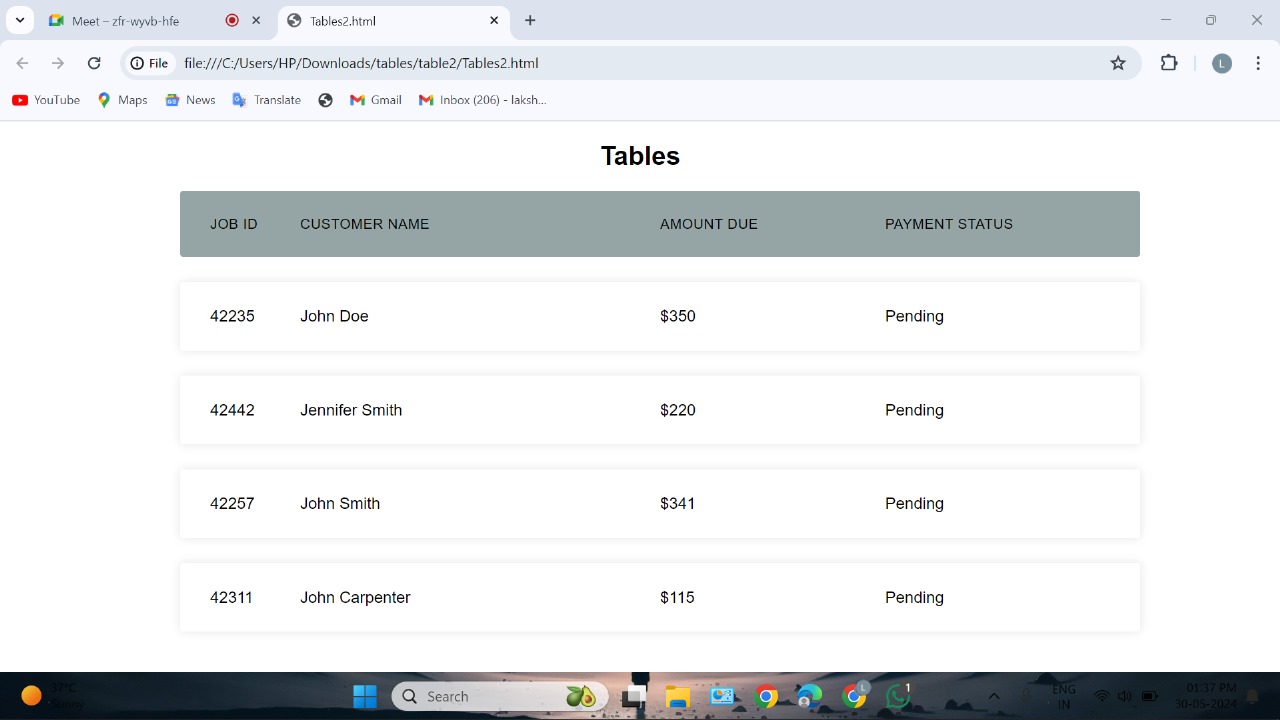 Meet – zfr-wyvb-hfe
Tables2.html
File file:///C:/Users/HP/Downloads/tables/table2/Tables2.html
L
YouTube Maps News Translate Gmail Inbox (206) - laksh...
Tables
JOB ID CUSTOMER NAME AMOUNT DUE PAYMENT STATUS
42235 John Doe $350 Pending
42442 Jennifer Smith $220 Pending
42257 John Smith $341 Pending
42311 John Carpenter $115 Pending
37°C
Sunny
Search
L
1
ENG
IN
01:37 PM
30-05-2024